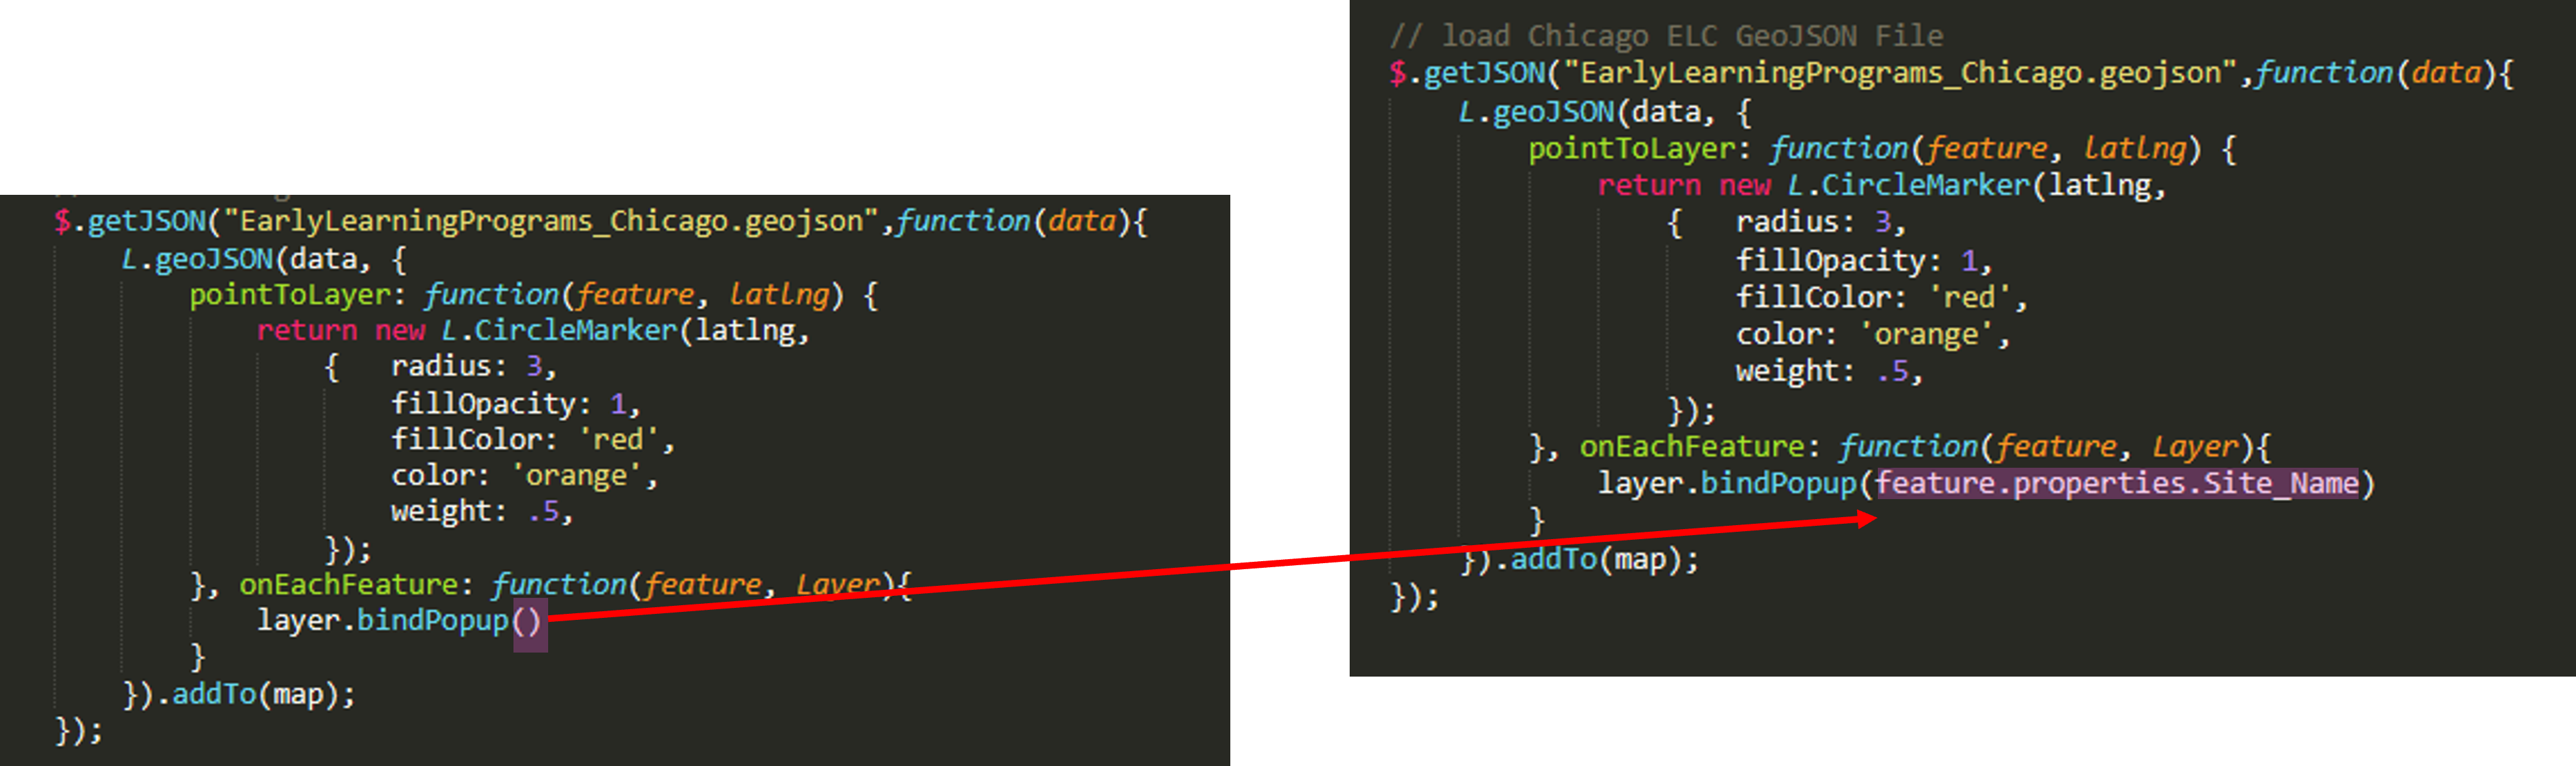 $.getJSON("EarlyLearningPrograms_Chicago.geojson",function(data){
L.geoJSON(data, {
pointToLayer: function(feature, latlng) {
return new L.CircleMarker(latlng,
{ radius: 3,
fillOpacity: 1,
fillColor: 'red',
color: 'orange',
weight: .5,
});
}, onEachFeature: function(feature, Layer){
layer.bindPopup()
}
}).addTo(map);
});
// load Chicago ELC GeoJSON File
$.getJSON("EarlyLearningPrograms_Chicago.geojson",function(data){
L.geoJSON(data, {
pointToLayer: function(feature, latlng) {
return new L.CircleMarker(latlng,
{ radius: 3,
fillOpacity: 1,
fillColor: 'red',
color: 'orange',
weight: .5,
});
}, onEachFeature: function(feature, Layer){
layer.bindPopup(feature.properties.Site_Name)
}
}).addTo(map);
});